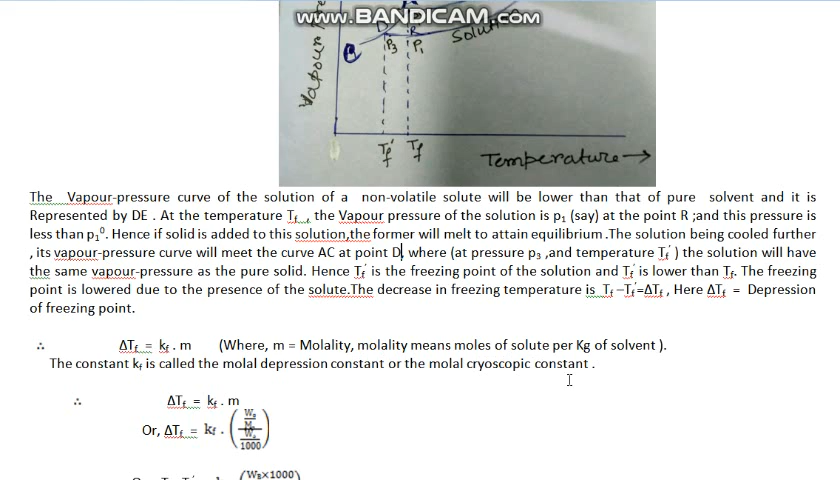 www.BANDICAM.com
Vapour Pre
D
R
Solution
P3
P1
Tf'
Tf
Temperature→
The Vapour-pressure curve of the solution of a non-volatile solute will be lower than that of pure solvent and it is
Represented by DE . At the temperature Tf , the Vapour pressure of the solution is p₁ (say) at the point R ;and this pressure is
less than p₁⁰. Hence if solid is added to this solution,the former will melt to attain equilibrium .The solution being cooled further
,its vapour-pressure curve will meet the curve AC at point D, where (at pressure p₃ ,and temperature Tf' ) the solution will have
the same vapour-pressure as the pure solid. Hence Tf' is the freezing point of the solution and Tf' is lower than Tf. The freezing
point is lowered due to the presence of the solute.The decrease in freezing temperature is Tf –Tf'=ΔTf , Here ΔTf = Depression
of freezing point.
∴ ΔTf = kf . m (Where, m = Molality, molality means moles of solute per Kg of solvent ).
The constant kf is called the molal depression constant or the molal cryoscopic constant .
∴ ΔTf = kf . m
Or, ΔTf = kf .
1000